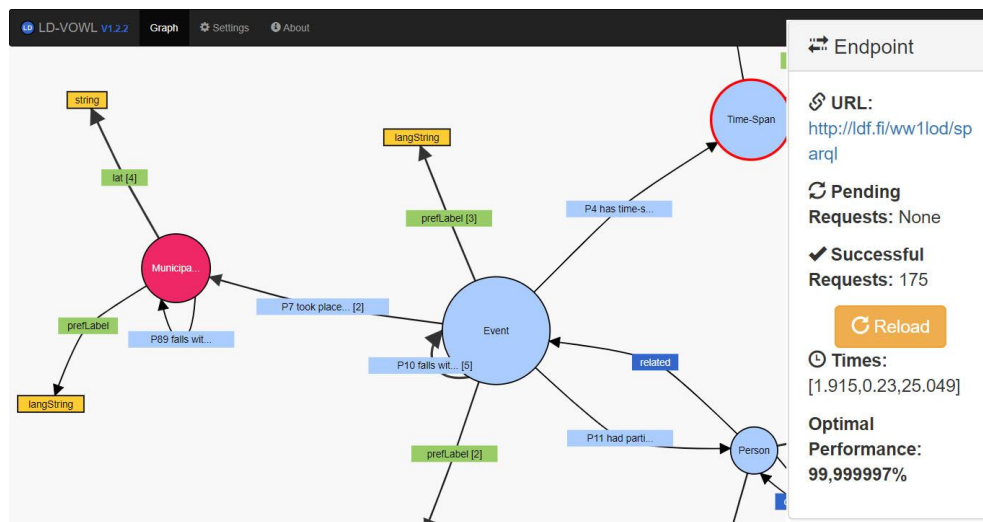 LD-VOWL V1.2.2 Graph Settings About
Endpoint
URL:
http://ldf.fi/ww1lod/sp
arql
Pending
Requests: None
Successful
Requests: 175
Reload
Times:
[1.915,0.23,25.049]
Optimal
Performance:
99,999997%
string
lat [4]
Municipa...
prefLabel
P89 falls wit...
langString
P7 took place... [2]
langString
prefLabel [3]
P4 has time-s...
Time-Span
Event
P10 falls wit... [5]
related
P11 had parti...
Person
prefLabel [2]